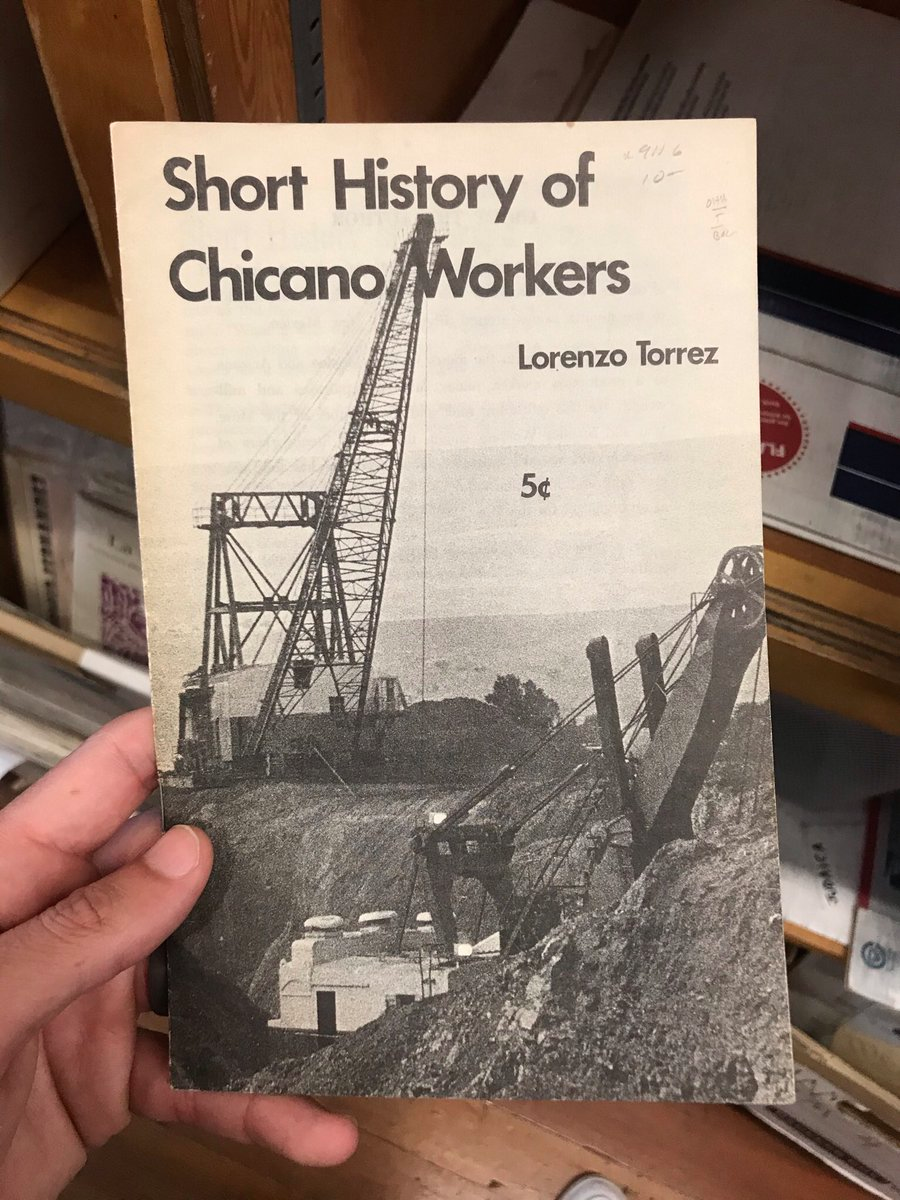 Short History of
Chicano Workers
Lorenzo Torrez
5¢